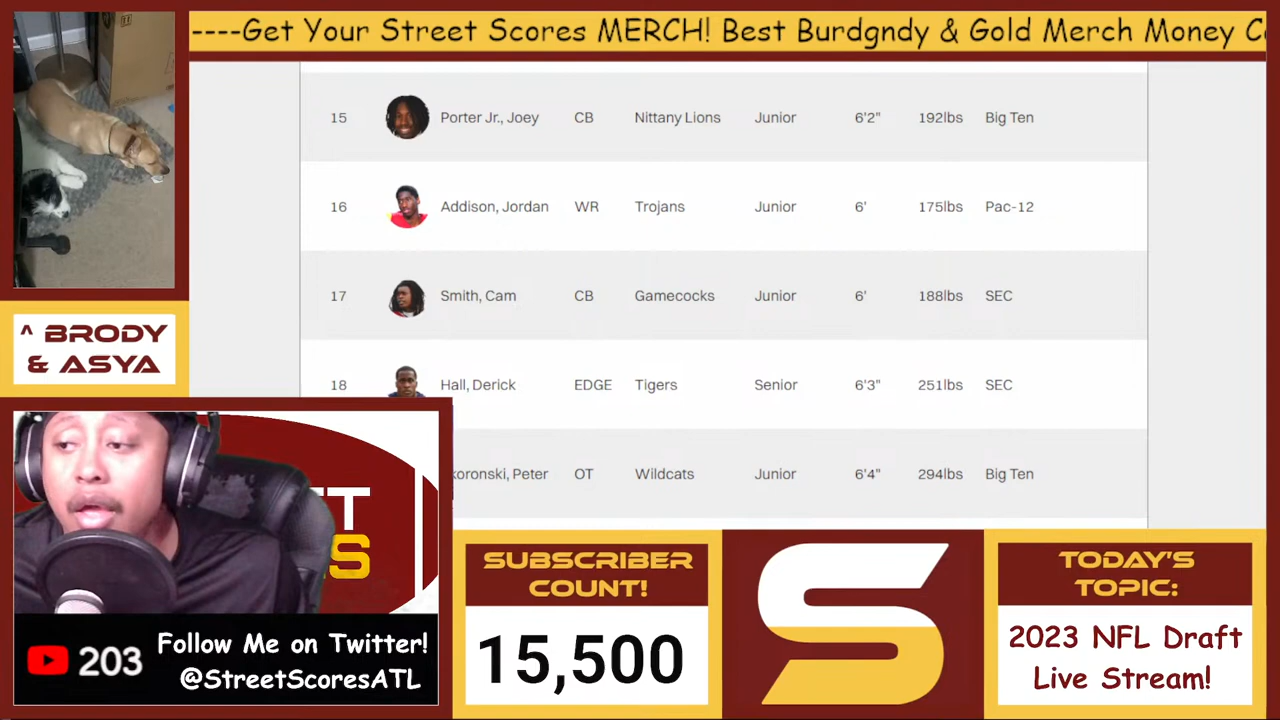 ----Get Your Street Scores MERCH! Best Burdgndy & Gold Merch Money C
15 Porter Jr., Joey CB Nittany Lions Junior 6'2" 192lbs Big Ten
16 Addison, Jordan WR Trojans Junior 6' 175lbs Pac-12
17 Smith, Cam CB Gamecocks Junior 6' 188lbs SEC
18 Hall, Derick EDGE Tigers Senior 6'3" 251lbs SEC
koronski, Peter OT Wildcats Junior 6'4" 294lbs Big Ten
^ BRODY
& ASYA
T
S
203
Follow Me on Twitter!
@StreetScoresATL
SUBSCRIBER
COUNT!
15,500
S
TODAY'S
TOPIC:
2023 NFL Draft
Live Stream!